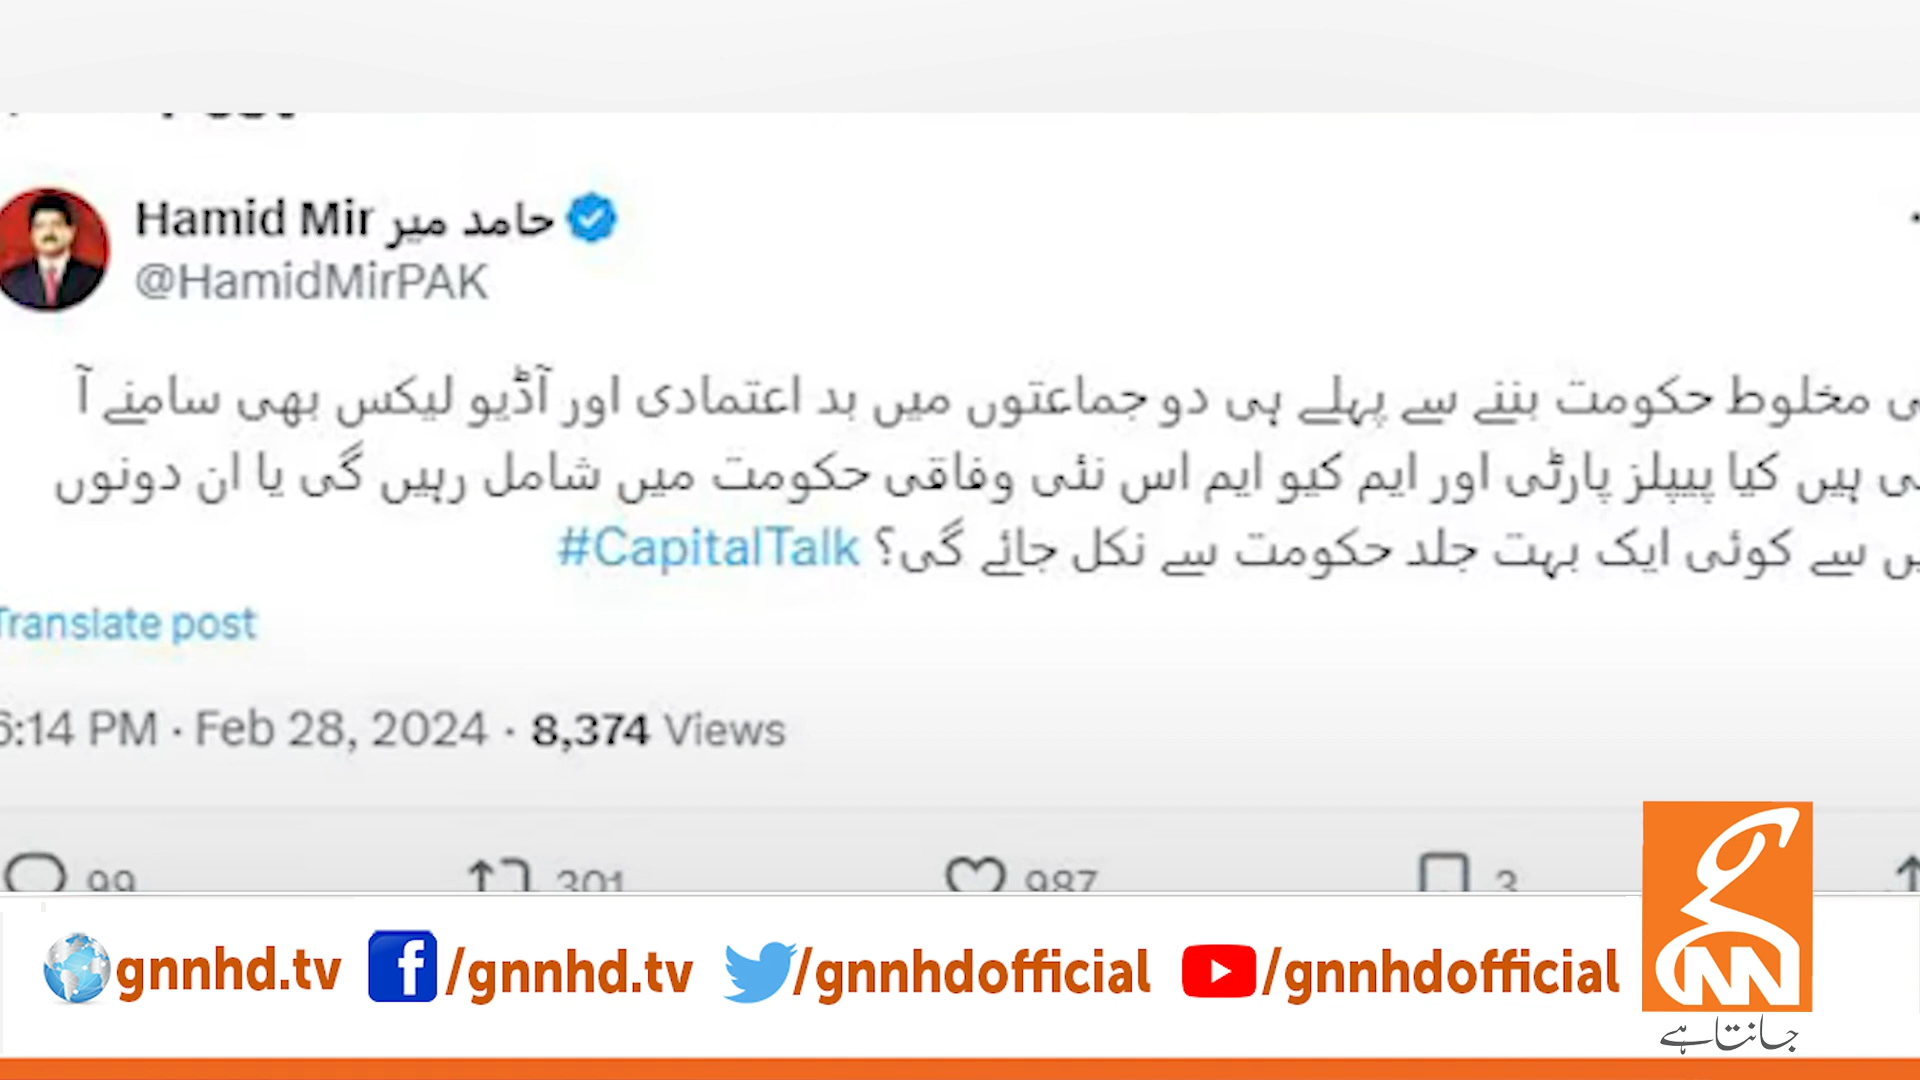 Hamid Mir حامد میر
@HamidMirPAK
مخلوط حکومت بننے سے پہلے ہی دو جماعتوں میں بد اعتمادی اور آڈیو لیکس بھی سامنے آ
ہیں کیا پیپلز پارٹی اور ایم کیو ایم اس نئی وفاقی حکومت میں شامل رہیں گی یا ان دونوں
سے کوئی ایک بہت جلد حکومت سے نکل جائے گی؟ #CapitalTalk
Translate post
6:14 PM · Feb 28, 2024 · 8,374 Views
99 301 987 3
gnnhd.tv /gnnhd.tv /gnnhdofficial /gnnhdofficial
GNN
جانتا ہے